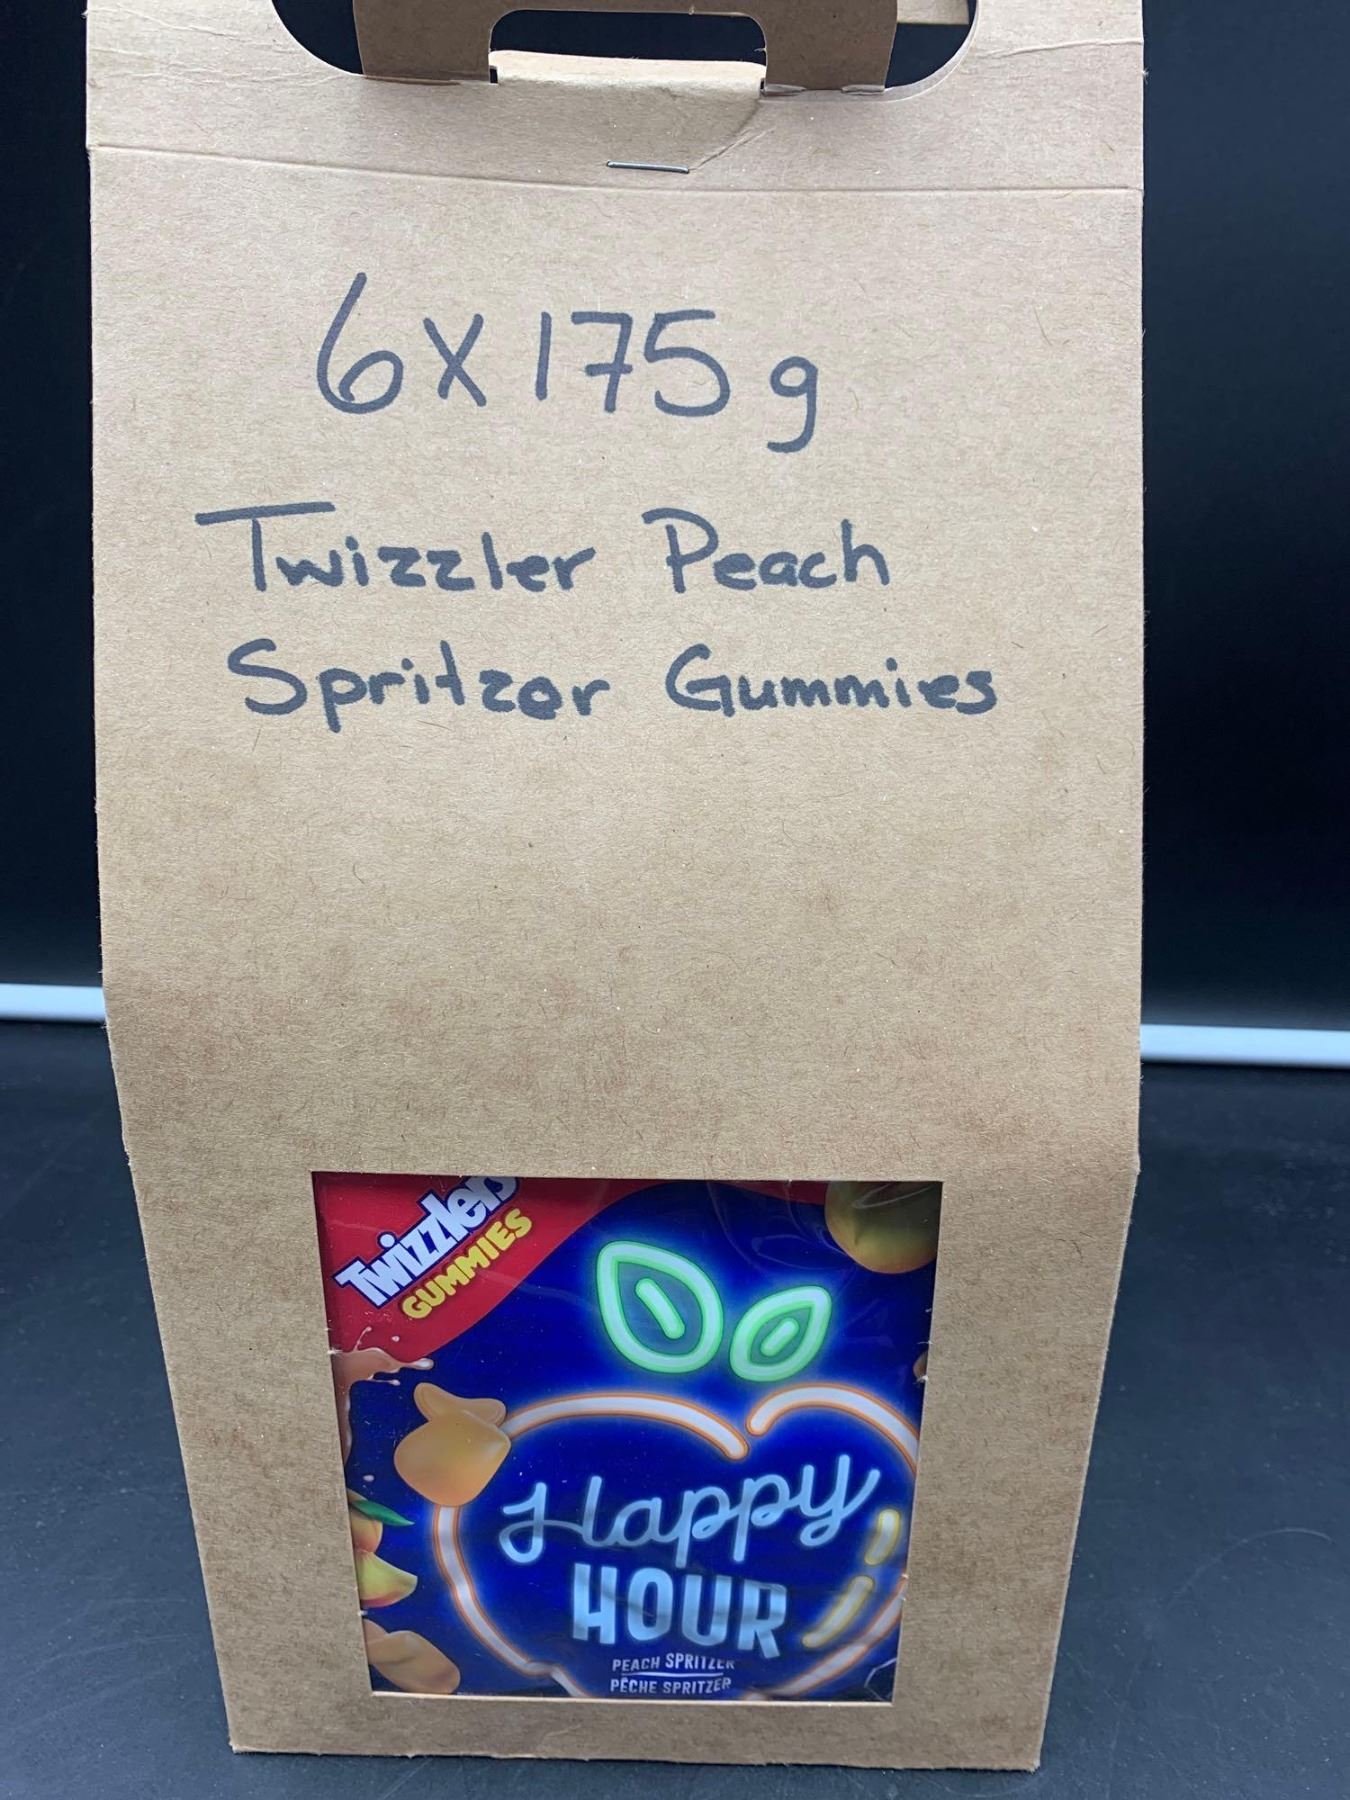 6X175g
Twizzler Peach
Spritzer Gummies
Twizzlers
GUMMIES
Happy
HOUR
PEACH SPRITZER
PÊCHE SPRITZER